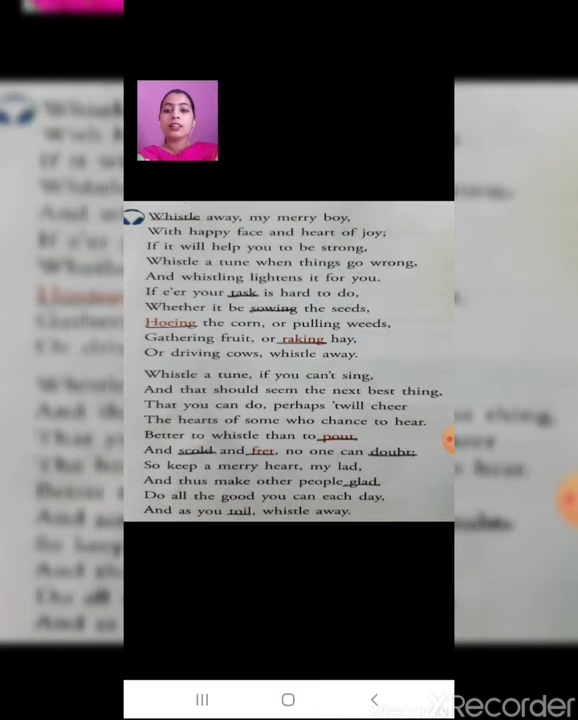 Whistle away, my merry boy,
With happy face and heart of joy;
If it will help you to be strong,
Whistle a tune when things go wrong,
And whistling lightens it for you.
If e'er your task is hard to do,
Whether it be sowing the seeds,
Hoeing the corn, or pulling weeds,
Gathering fruit, or raking hay,
Or driving cows, whistle away.
Whistle a tune, if you can't sing,
And that should seem the next best thing,
That you can do, perhaps 'twill cheer
The hearts of some who chance to hear.
Better to whistle than to pout,
And scold and fret, no one can doubt;
So keep a merry heart, my lad,
And thus make other people glad.
Do all the good you can each day,
And as you toil, whistle away.
XRecorder